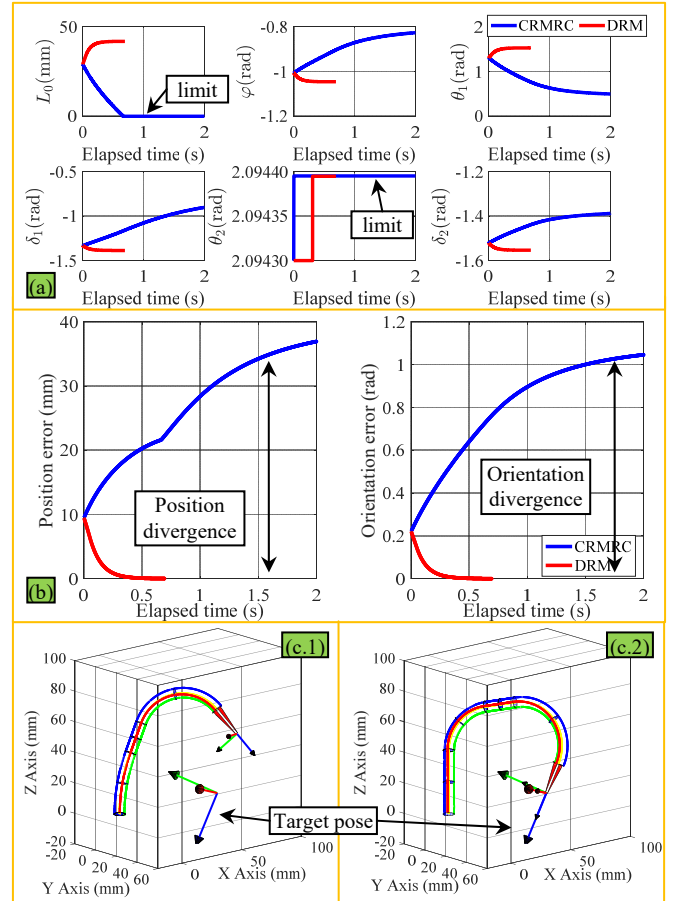 50
0
L₀(mm)
limit
0 1 2
Elapsed time (s)
-0.8
-1
-1.2
φ(rad)
0 1 2
Elapsed time (s)
CRMRC DRM
2
1
0
θ₁(rad)
0 1 2
Elapsed time (s)
-0.5
-1
-1.5
δ₁(rad)
0 1 2
Elapsed time (s)
2.09440
2.09435
2.09430
θ₂(rad)
limit
0 1 2
Elapsed time (s)
-1.2
-1.4
-1.6
δ₂(rad)
0 1 2
Elapsed time (s)
(a)
40
30
20
10
0
Position error (mm)
Position
divergence
0 0.5 1 1.5 2
Elapsed time (s)
1.2
1
0.8
0.6
0.4
0.2
0
Orientation error (rad)
Orientation
divergence
CRMRC
DRM
0 0.5 1 1.5 2
Elapsed time (s)
(b)
(c.1)
100
80
60
40
20
0
-20
Z Axis (mm)
0 20 40 60
Y Axis (mm)
0 50 100
X Axis (mm)
Target pose
(c.2)
100
80
60
40
20
0
-20
Z Axis (mm)
0 20 40 60
Y Axis (mm)
0 50 100
X Axis (mm)